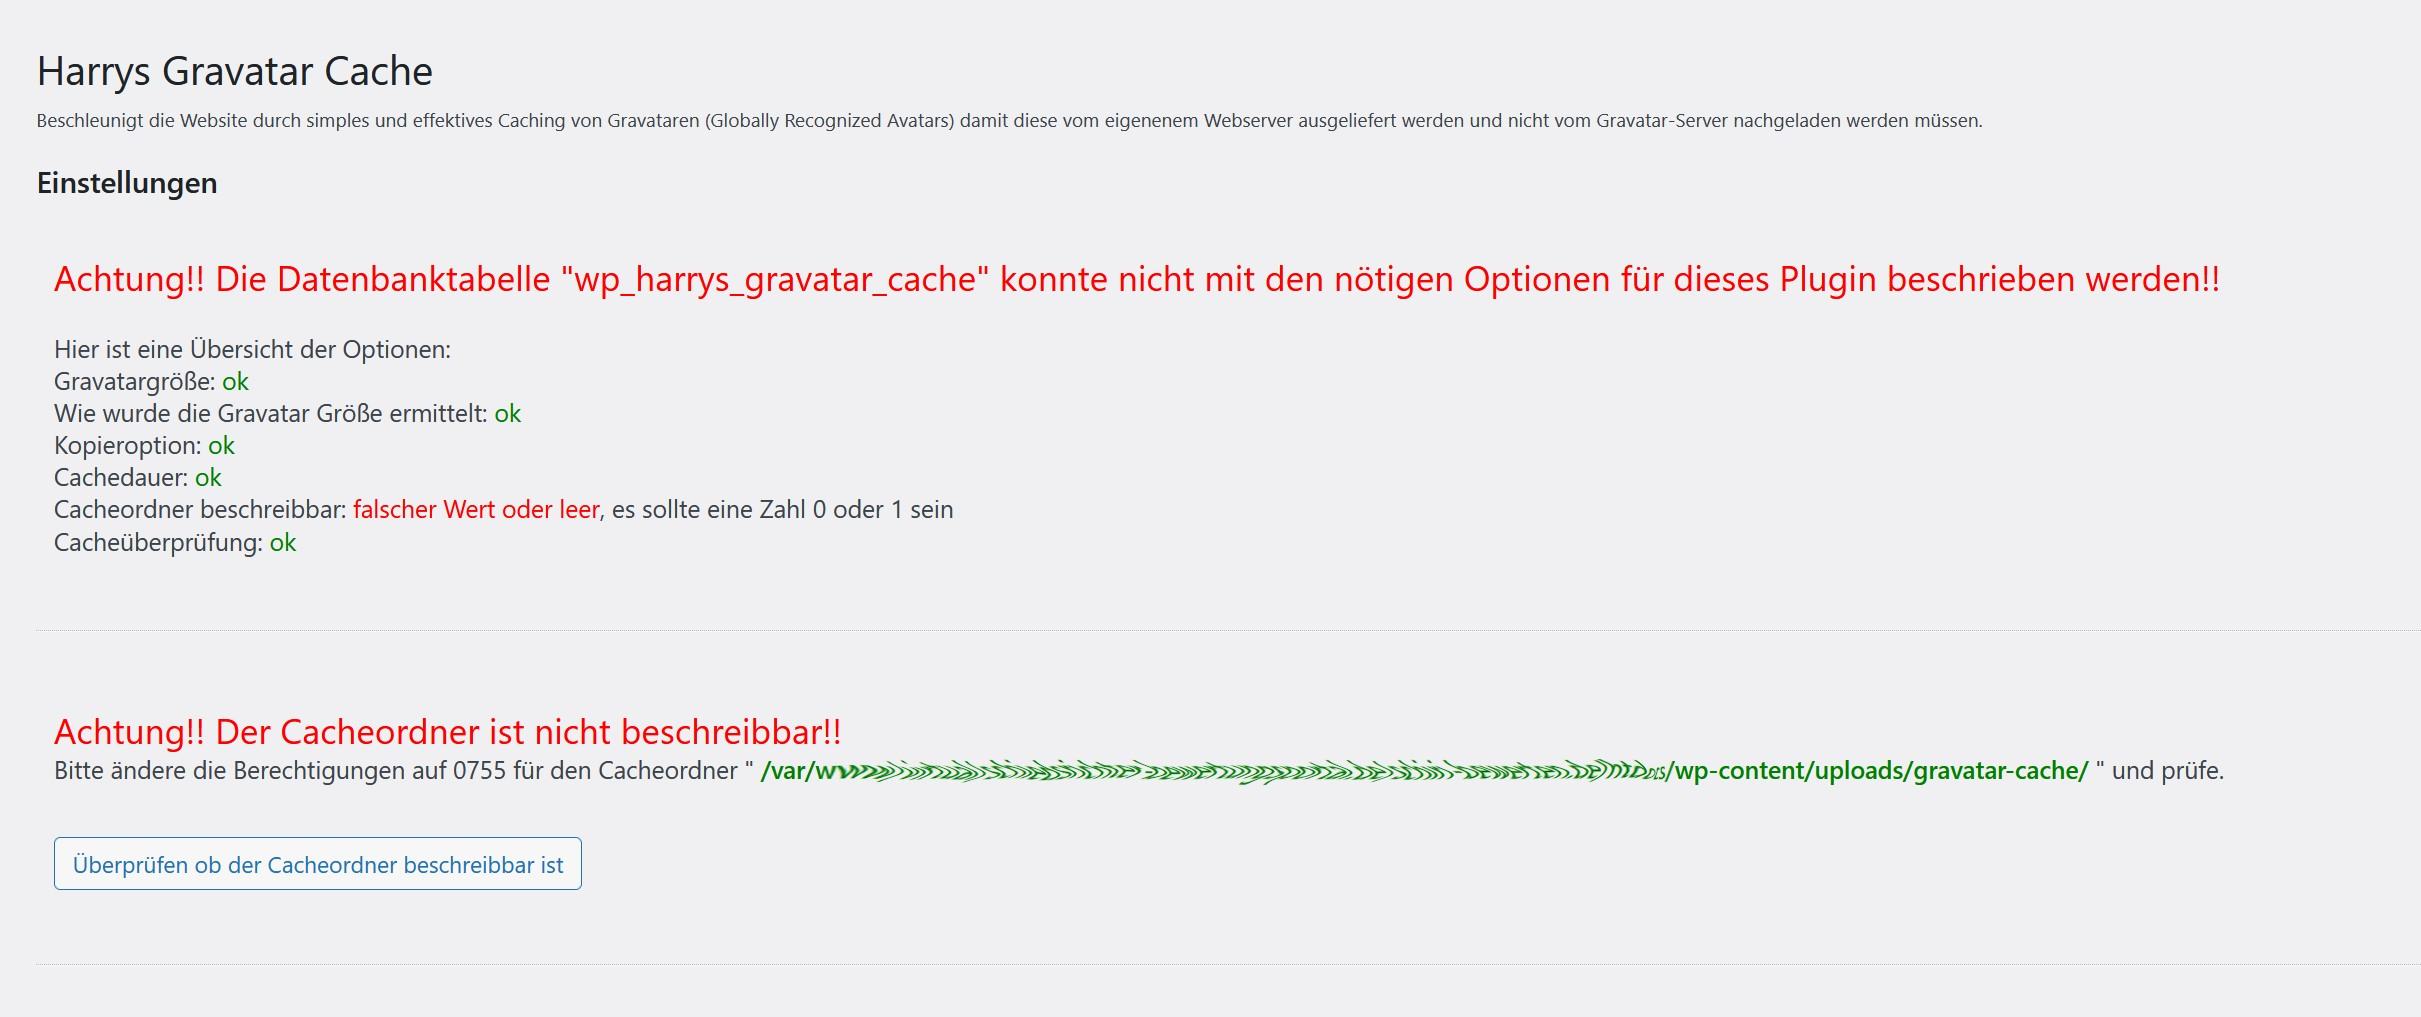 Harrys Gravatar Cache
Beschleunigt die Website durch simples und effektives Caching von Gravataren (Globally Recognized Avatars) damit diese vom eigenenem Webserver ausgeliefert werden und nicht vom Gravatar-Server nachgeladen werden müssen.
Einstellungen
Achtung!! Die Datenbanktabelle "wp_harrys_gravatar_cache" konnte nicht mit den nötigen Optionen für dieses Plugin beschrieben werden!!
Hier ist eine Übersicht der Optionen:
Gravatargröße: ok
Wie wurde die Gravatar Größe ermittelt: ok
Kopieroption: ok
Cachedauer: ok
Cacheordner beschreibbar: falscher Wert oder leer, es sollte eine Zahl 0 oder 1 sein
Cacheüberprüfung: ok
Achtung!! Der Cacheordner ist nicht beschreibbar!!
Bitte ändere die Berechtigungen auf 0755 für den Cacheordner " /var/ /wp-content/uploads/gravatar-cache/ " und prüfe.
Überprüfen ob der Cacheordner beschreibbar ist